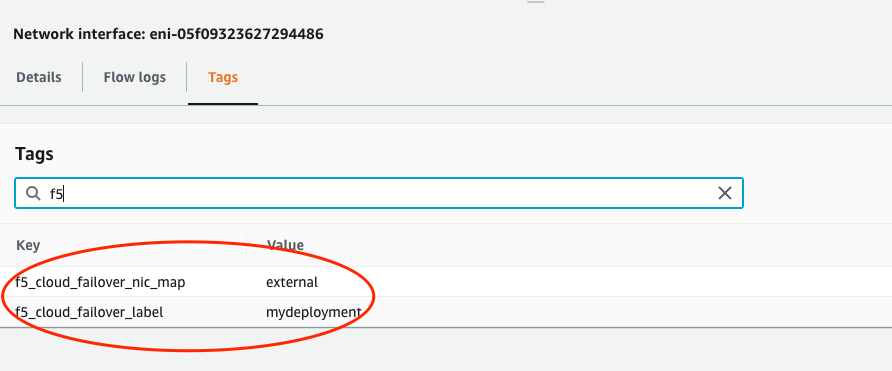 Network interface: eni-05f09323627294486
Details Flow logs Tags
Tags
f5
Key Value
f5_cloud_failover_nic_map external
f5_cloud_failover_label mydeployment